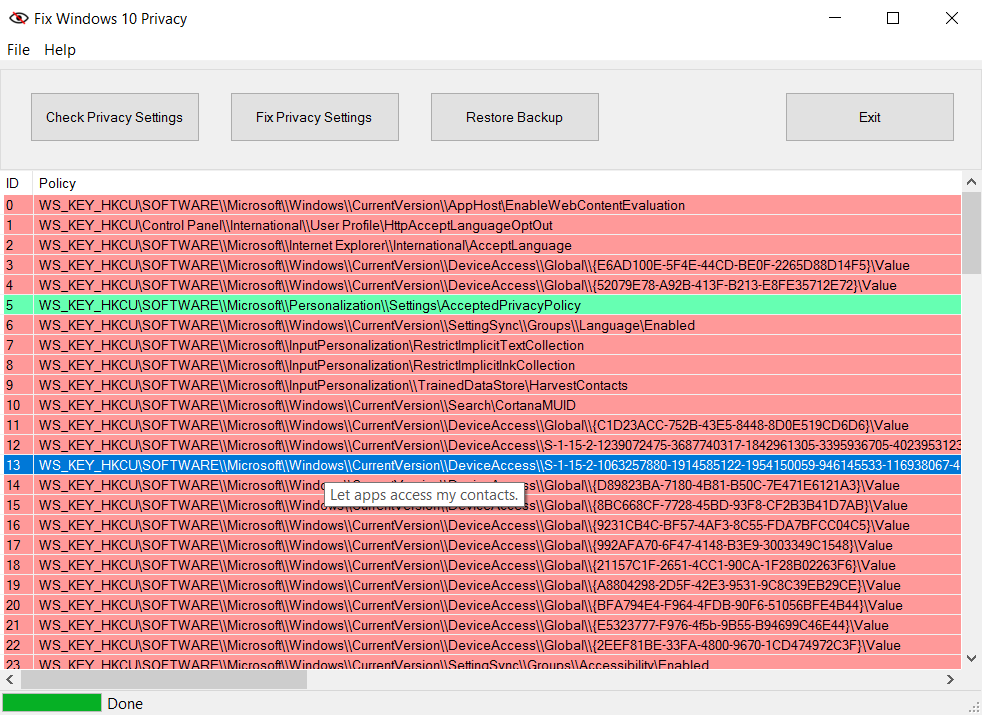 Fix Windows 10 Privacy
File Help
Check Privacy Settings Fix Privacy Settings Restore Backup Exit
ID Policy
0 WS_KEY_HKCU\SOFTWARE\\Microsoft\\Windows\\CurrentVersion\\AppHost\EnableWebContentEvaluation
1 WS_KEY_HKCU\Control Panel\\International\\User Profile\HttpAcceptLanguageOptOut
2 WS_KEY_HKCU\SOFTWARE\\Microsoft\\Internet Explorer\\International\AcceptLanguage
3 WS_KEY_HKCU\SOFTWARE\\Microsoft\\Windows\\CurrentVersion\\DeviceAccess\\Global\\{E6AD100E-5F4E-44CD-BE0F-2265D88D14F5}\Value
4 WS_KEY_HKCU\SOFTWARE\\Microsoft\\Windows\\CurrentVersion\\DeviceAccess\\Global\\{52079E78-A92B-413F-B213-E8FE35712E72}\Value
5 WS_KEY_HKCU\SOFTWARE\\Microsoft\\Personalization\\Settings\AcceptedPrivacyPolicy
6 WS_KEY_HKCU\SOFTWARE\\Microsoft\\Windows\\CurrentVersion\\SettingSync\\Groups\\Language\Enabled
7 WS_KEY_HKCU\SOFTWARE\\Microsoft\\InputPersonalization\RestrictImplicitTextCollection
8 WS_KEY_HKCU\SOFTWARE\\Microsoft\\InputPersonalization\RestrictImplicitInkCollection
9 WS_KEY_HKCU\SOFTWARE\\Microsoft\\InputPersonalization\\TrainedDataStore\HarvestContacts
10 WS_KEY_HKCU\SOFTWARE\\Microsoft\\Windows\\CurrentVersion\\Search\CortanaMUID
11 WS_KEY_HKCU\SOFTWARE\\Microsoft\\Windows\\CurrentVersion\\DeviceAccess\\Global\\{C1D23ACC-752B-43E5-8448-8D0E519CD6D6}\Value
12 WS_KEY_HKCU\SOFTWARE\\Microsoft\\Windows\\CurrentVersion\\DeviceAccess\\S-1-15-2-1239072475-3687740317-1842961305-3395936705-4023953123
13 WS_KEY_HKCU\SOFTWARE\\Microsoft\\Windows\\CurrentVersion\\DeviceAccess\\S-1-15-2-1063257880-1914585122-1954150059-946145533-116938067-4
14 WS_KEY_HKCU\SOFTWARE\\Microsoft\\Windows\\CurrentVersion\\DeviceAccess\\Global\\{D89823BA-7180-4B81-B50C-7E471E6121A3}\Value
Let apps access my contacts.
15 WS_KEY_HKCU\SOFTWARE\\Microsoft\\Windows\\CurrentVersion\\DeviceAccess\\Global\\{8BC668CF-7728-45BD-93F8-CF2B3B41D7AB}\Value
16 WS_KEY_HKCU\SOFTWARE\\Microsoft\\Windows\\CurrentVersion\\DeviceAccess\\Global\\{9231CB4C-BF57-4AF3-8C55-FDA7BFCC04C5}\Value
17 WS_KEY_HKCU\SOFTWARE\\Microsoft\\Windows\\CurrentVersion\\DeviceAccess\\Global\\{992AFA70-6F47-4148-B3E9-3003349C1548}\Value
18 WS_KEY_HKCU\SOFTWARE\\Microsoft\\Windows\\CurrentVersion\\DeviceAccess\\Global\\{21157C1F-2651-4CC1-90CA-1F28B02263F6}\Value
19 WS_KEY_HKCU\SOFTWARE\\Microsoft\\Windows\\CurrentVersion\\DeviceAccess\\Global\\{A8804298-2D5F-42E3-9531-9C8C39EB29CE}\Value
20 WS_KEY_HKCU\SOFTWARE\\Microsoft\\Windows\\CurrentVersion\\DeviceAccess\\Global\\{BFA794E4-F964-4FDB-90F6-51056BFE4B44}\Value
21 WS_KEY_HKCU\SOFTWARE\\Microsoft\\Windows\\CurrentVersion\\DeviceAccess\\Global\\{E5323777-F976-4f5b-9B55-B94699C46E44}\Value
22 WS_KEY_HKCU\SOFTWARE\\Microsoft\\Windows\\CurrentVersion\\DeviceAccess\\Global\\{2EEF81BE-33FA-4800-9670-1CD474972C3F}\Value
23 WS_KEY_HKCU\SOFTWARE\\Microsoft\\Windows\\CurrentVersion\\SettingSync\\Groups\\Accessibility\Enabled
Done